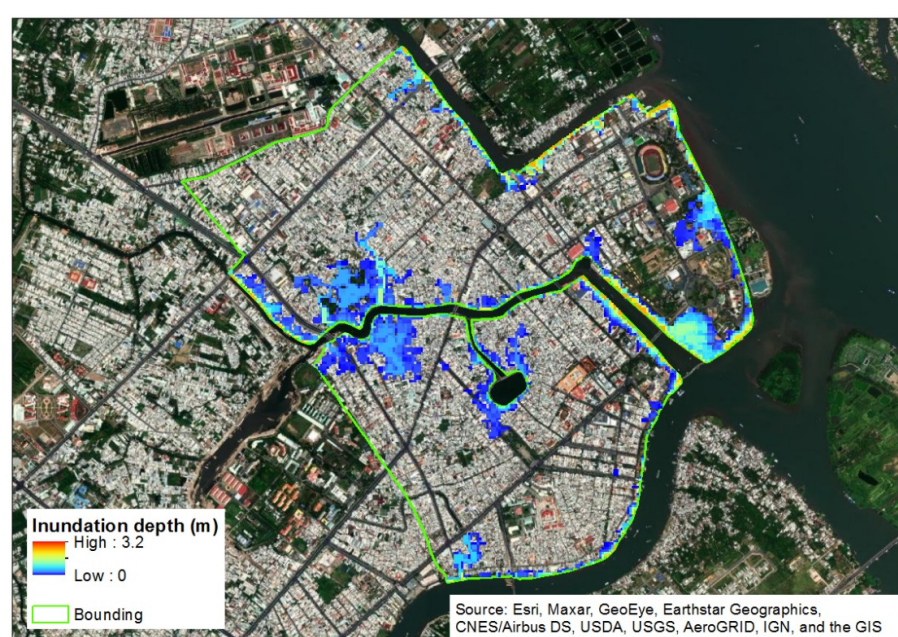 Inundation depth (m)
High : 3.2
Low : 0
Bounding
Source: Esri, Maxar, GeoEye, Earthstar Geographics,
CNES/Airbus DS, USDA, USGS, AeroGRID, IGN, and the GIS